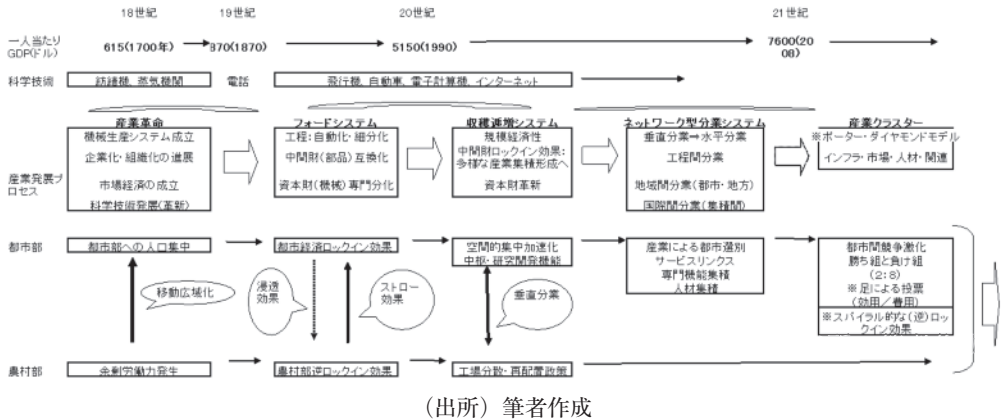 18世紀 19世紀 20世紀 21世紀
一人当たり
GDP(ドル)
615(1700年) 870(1870) 5150(1990) 7600(20
08)
科学技術 紡績機、蒸気機関 電話 飛行機、自動車、電子計算機、インターネット
産業発展プ
ロセス
産業革命
機械生産システム成立
企業化・組織化の進展
市場経済の成立
科学技術発展(革新)
フォードシステム
工程:自動化・細分化
中間財(部品)互換化
資本財(機械)専門分化
収穫逓増システム
規模経済性
中間財ロックイン効果:
多様な産業集積形成へ
資本財革新
ネットワーク型分業システム
垂直分業⇒水平分業
工程間分業
地域間分業(都市・地方)
国際間分業(集積間)
産業クラスター
※ポーター・ダイヤモンドモデル
インフラ・市場・人材・関連
都市部
都市部への人口集中
都市経済ロックイン効果
空間的集中加速化
中枢・研究開発機能
産業による都市選別
サービスリンクス
専門機能集積
人材集積
都市間競争激化
勝ち組と負け組
(2:8)
※足による投票
(効用/費用)
※スパイラル的な(逆)ロッ
クイン効果
移動広域化
浸透
効果
ストロー
効果
垂直分業
農村部
余剰労働力発生
農村部逆ロックイン効果
工場分散・再配置政策
(出所)筆者作成